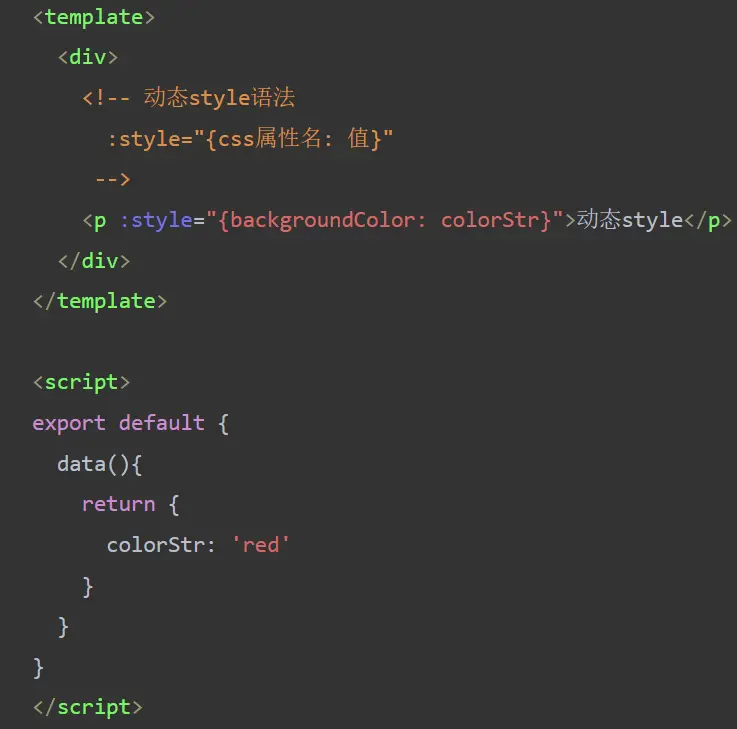 <template>
  <div>
    <!-- 动态style语法
      :style="{css属性名: 值}"
     -->
    <p :style="{backgroundColor: colorStr}">动态style</p>
  </div>
</template>

<script>
export default {
  data(){
    return {
      colorStr: 'red'
    }
  }
}
</script>